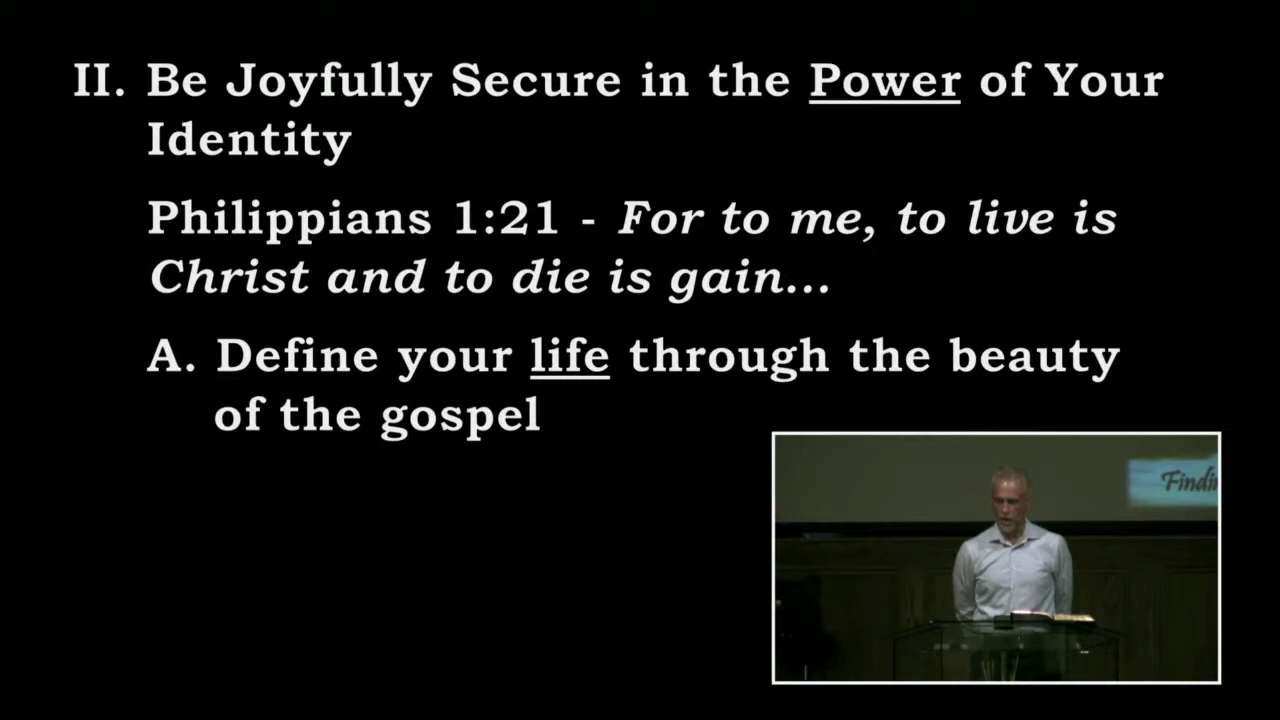 II. Be Joyfully Secure in the Power of Your
Identity
Philippians 1:21 - For to me, to live is
Christ and to die is gain...
A. Define your life through the beauty
of the gospel